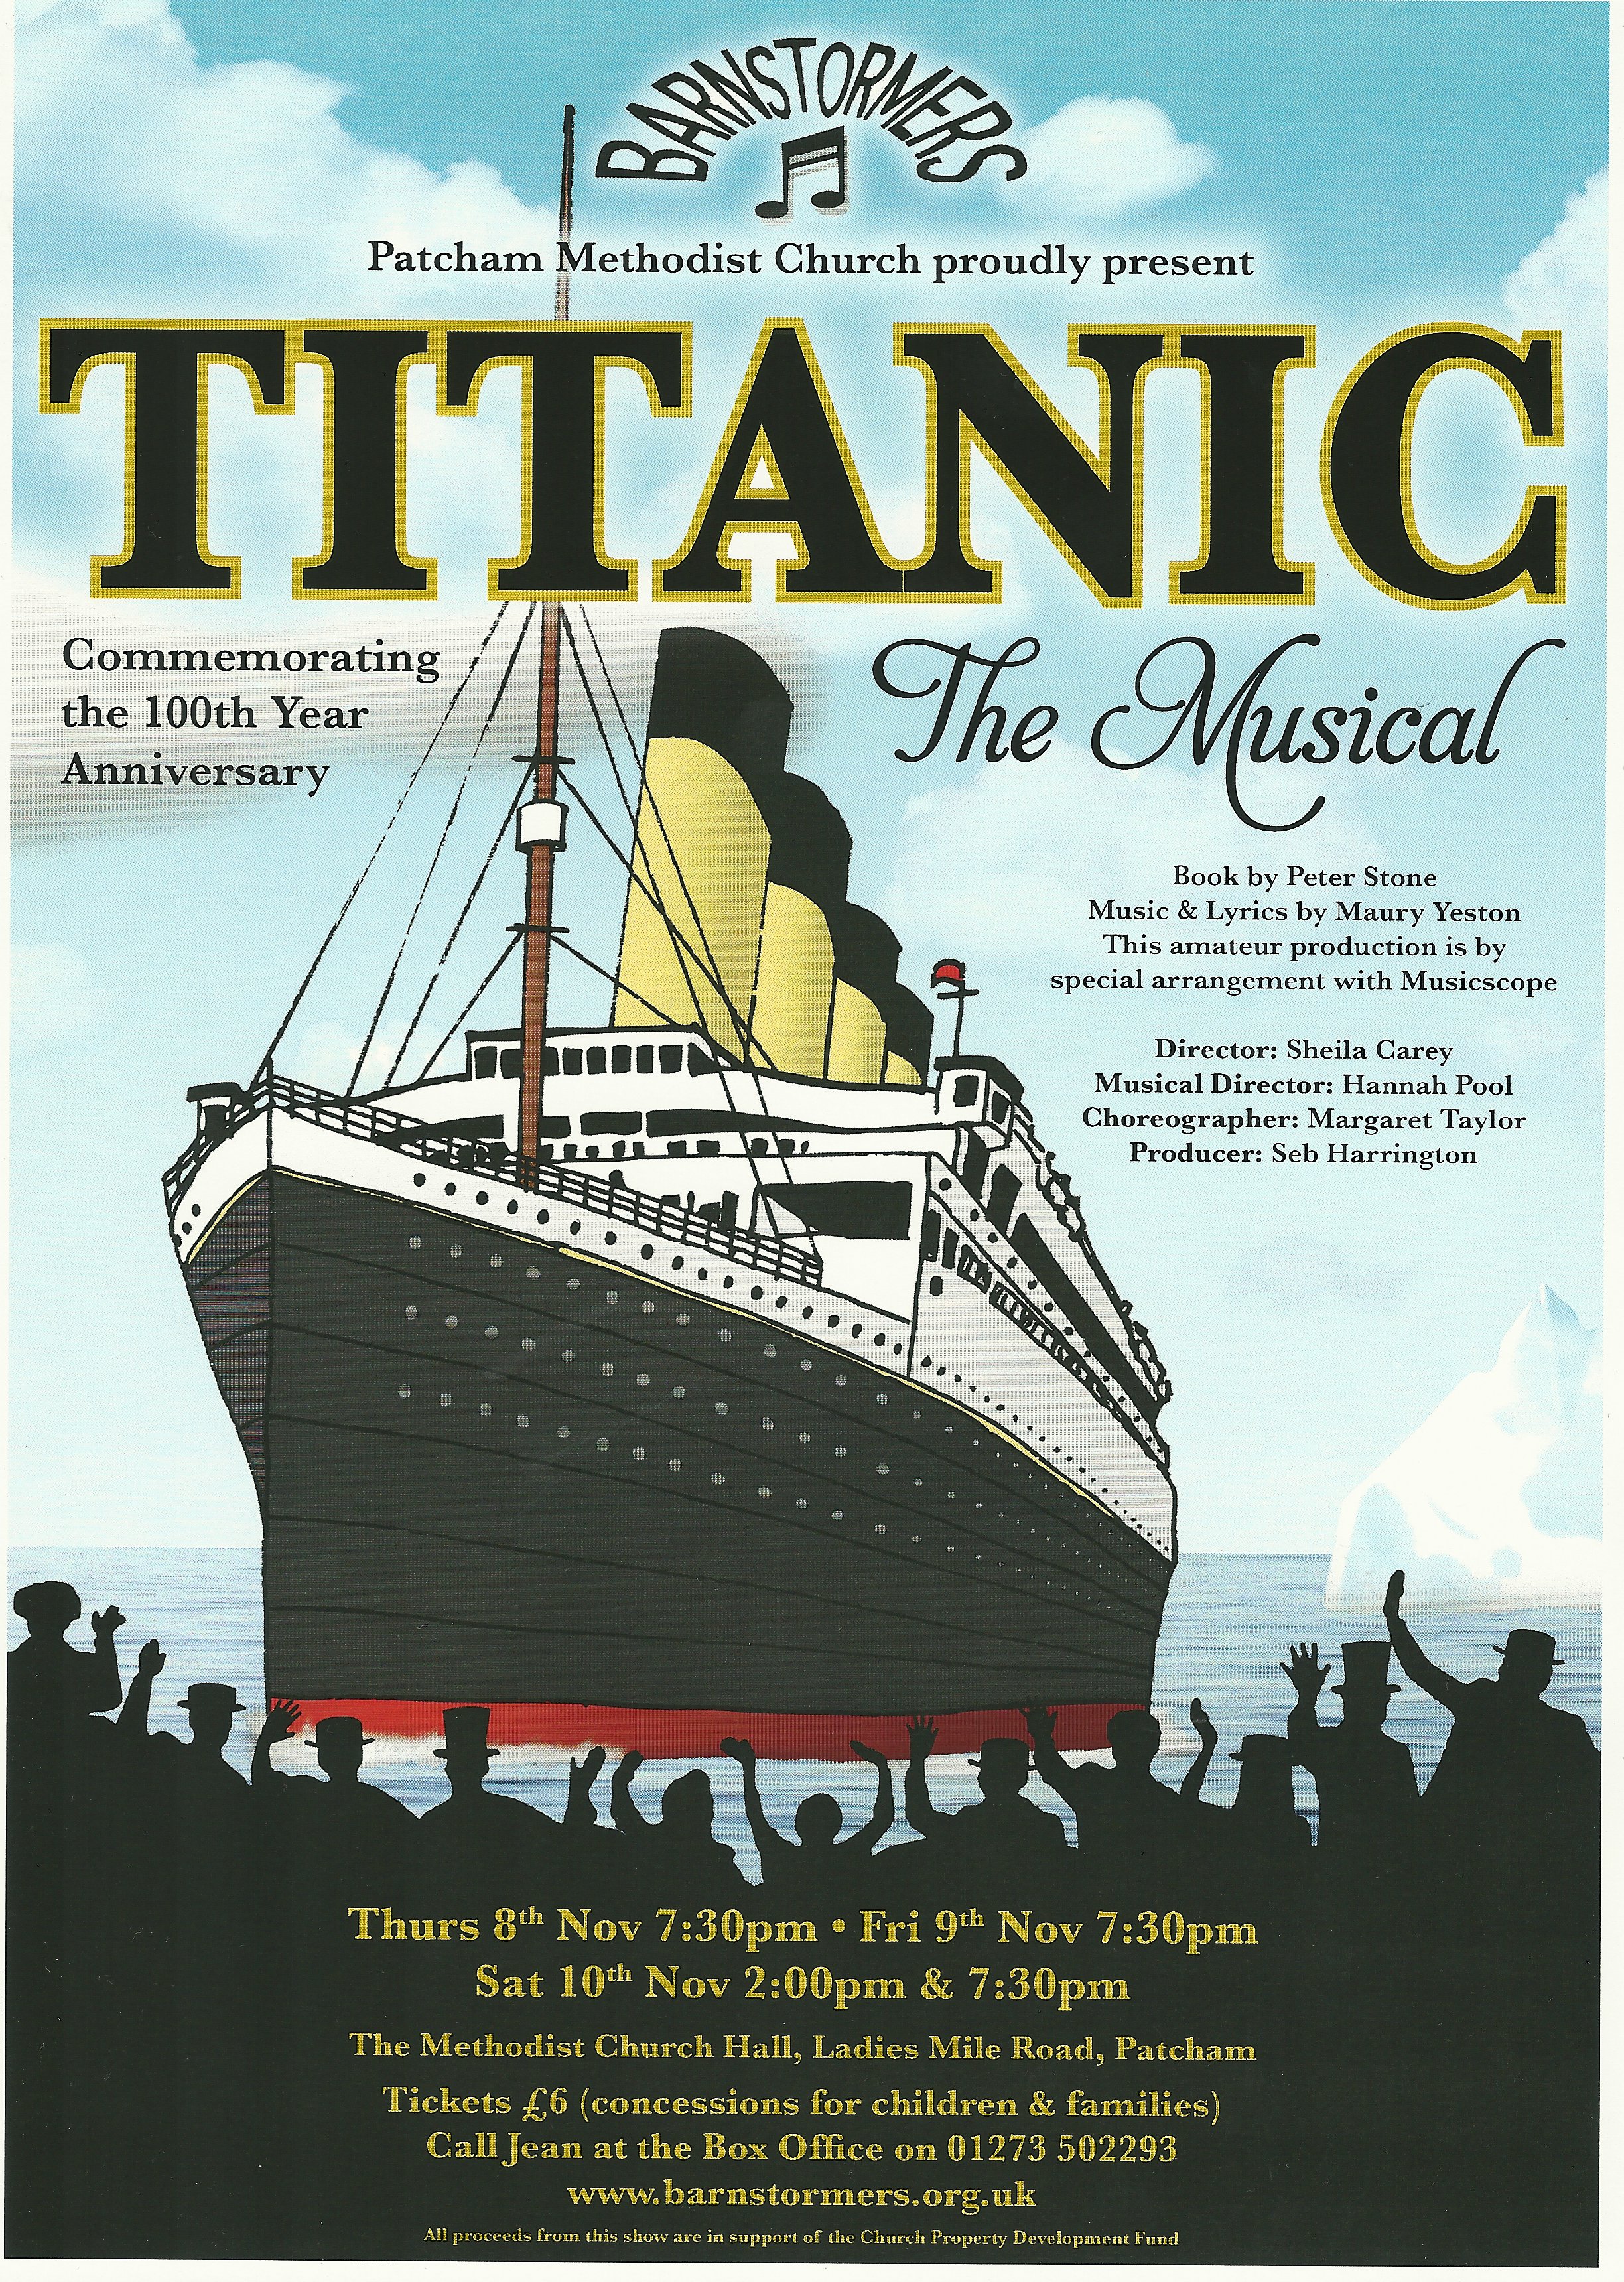 BARNSTORMERS
Patcham Methodist Church proudly present
TITANIC
Commemorating
the 100th Year
Anniversary
The Musical
Book by Peter Stone
Music & Lyrics by Maury Yeston
This amateur production is by
special arrangement with Musicscope
Director: Sheila Carey
Musical Director: Hannah Pool
Choreographer: Margaret Taylor
Producer: Seb Harrington
Thurs 8th Nov 7:30pm • Fri 9th Nov 7:30pm
Sat 10th Nov 2:00pm & 7:30pm
The Methodist Church Hall, Ladies Mile Road, Patcham
Tickets £6 (concessions for children & families)
Call Jean at the Box Office on 01273 502293
www.barnstormers.org.uk
All proceeds from this show are in support of the Church Property Development Fund